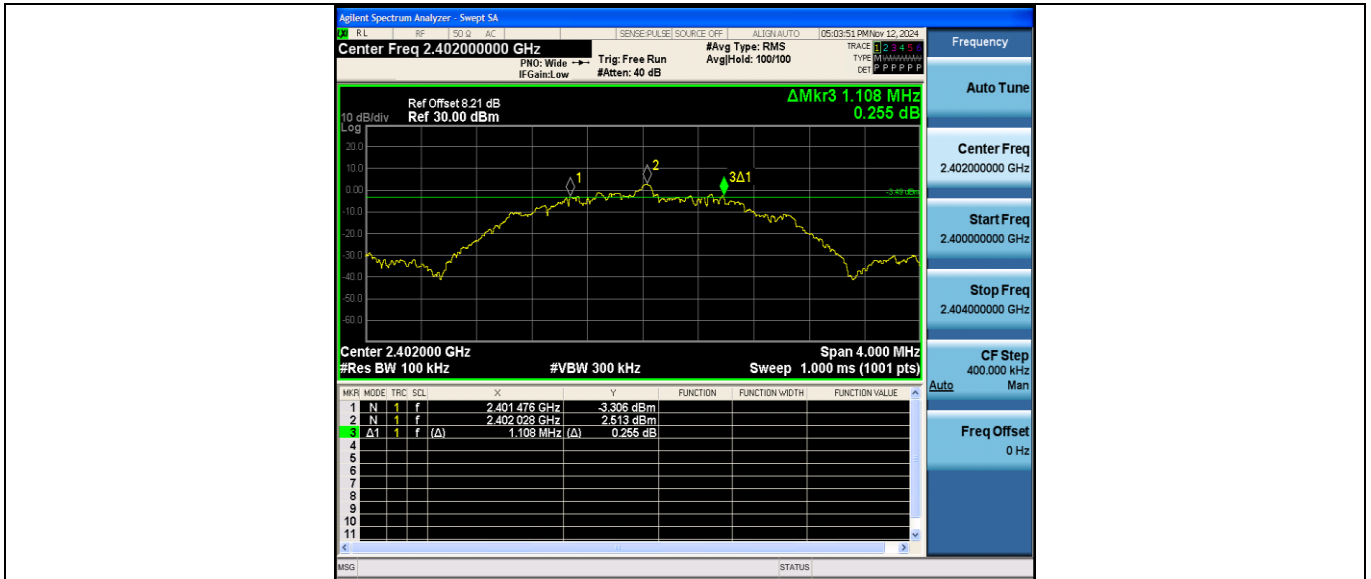 Agilent Spectrum Analyzer - Swept SA
LXI RL RF 50 Ω AC SENSE:PULSE SOURCE OFF ALIGN AUTO 05:03:51 PM Nov 12, 2024
Center Freq 2.402000000 GHz
#Avg Type: RMS
TRACE 1 2 3 4 5 6
PNO: Wide
Trig: Free Run
Avg|Hold: 100/100
TYPE M W W W W W
IFGain:Low
#Atten: 40 dB
DET P P P P P P
Frequency
Auto Tune
Center Freq
2.402000000 GHz
Start Freq
2.400000000 GHz
Stop Freq
2.404000000 GHz
CF Step
400.000 kHz
Auto Man
Freq Offset
0 Hz
ΔMkr3 1.108 MHz
0.255 dB
Ref Offset 8.21 dB
10 dB/div Ref 30.00 dBm
Log
20.0
10.0
0.00
-10.0
-20.0
-30.0
-40.0
-50.0
-60.0
1
2
3Δ1
-3.49 dBm
Center 2.402000 GHz Span 4.000 MHz
#Res BW 100 kHz #VBW 300 kHz Sweep 1.000 ms (1001 pts)
MKR MODE TRC SCL X Y FUNCTION FUNCTION WIDTH FUNCTION VALUE
1 N 1 f 2.401 476 GHz -3.306 dBm
2 N 1 f 2.402 028 GHz 2.513 dBm
3 Δ1 1 f (Δ) 1.108 MHz (Δ) 0.255 dB
4
5
6
7
8
9
10
11
MSG STATUS